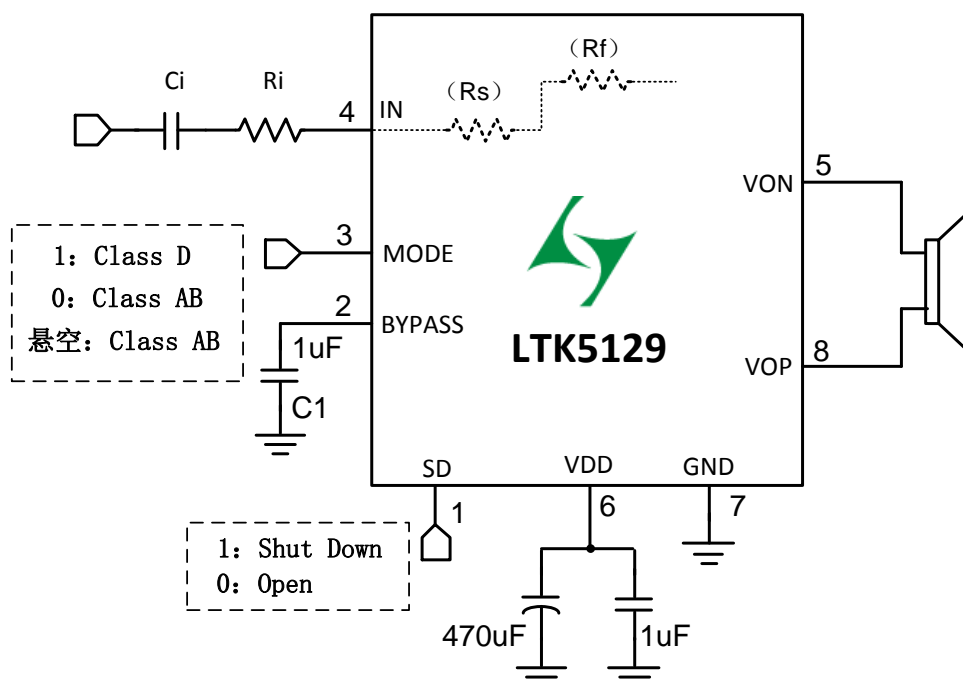 (Rf)
Ci
Ri
(Rs)
4
IN
5
VON
3
MODE
1: Class D
0: Class AB
悬空: Class AB
2
BYPASS
1uF
C1
LTK5129
8
VOP
SD
VDD
GND
1
6
7
1: Shut Down
0: Open
470uF
1uF